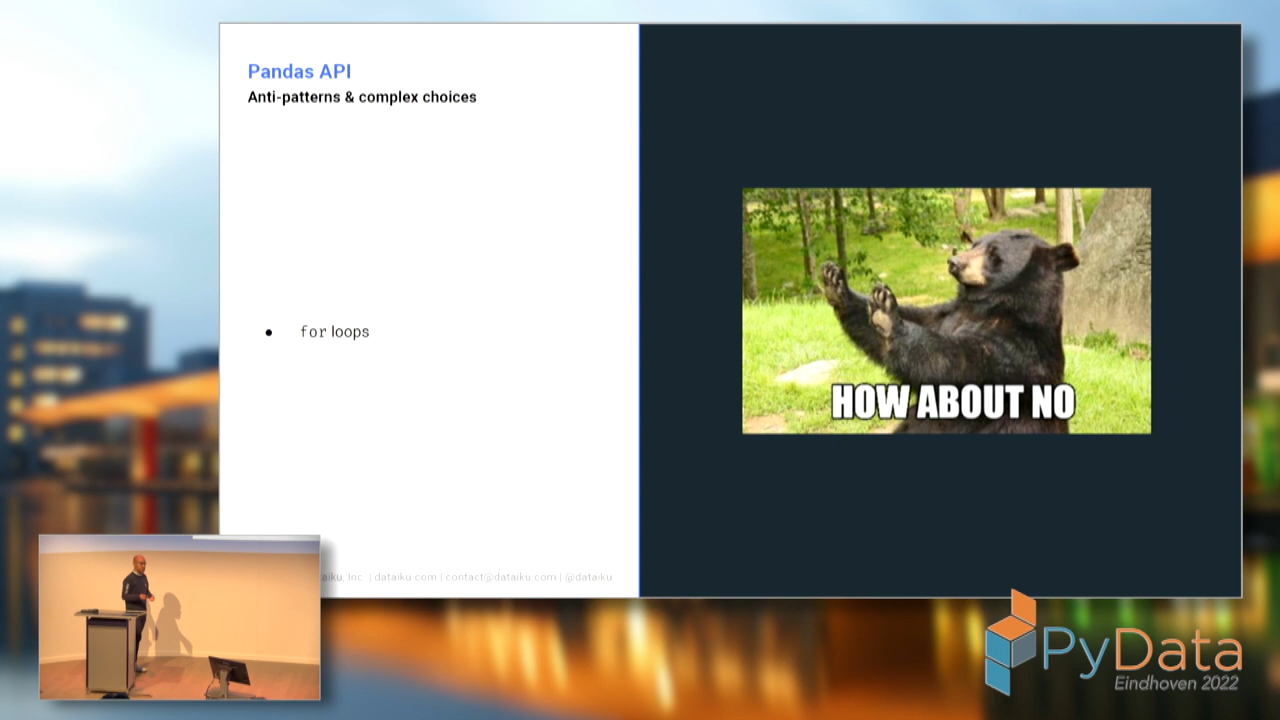 Pandas API
Anti-patterns & complex choices
● for loops
HOW ABOUT NO
Inc. | dataiku.com | contact@dataiku.com | @dataiku
PyData
Eindhoven 2022